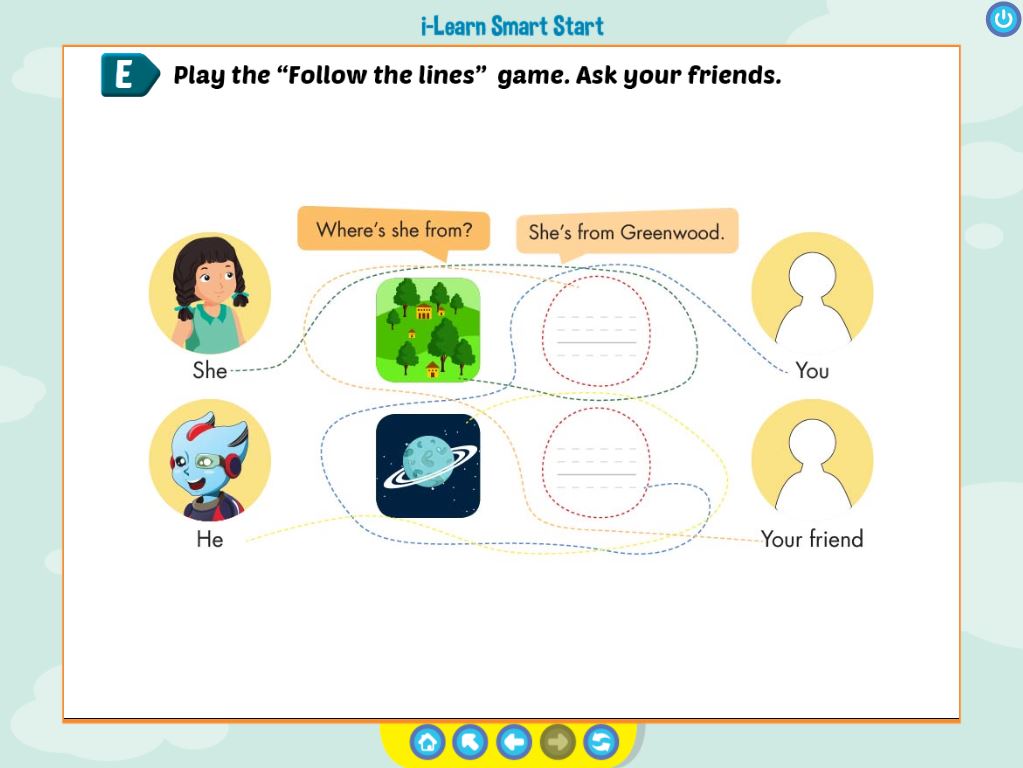 i-Learn Smart Start
E Play the “Follow the lines” game. Ask your friends.
Where's she from?
She's from Greenwood.
She
You
He
Your friend